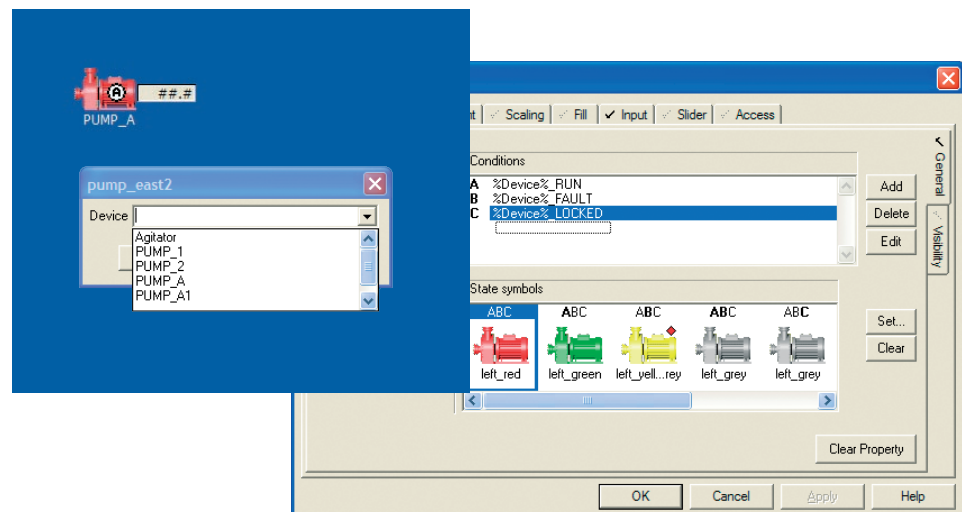 A
##.#
PUMP_A
pump_east2
Device
Agitator
PUMP_1
PUMP_2
PUMP_A
PUMP_A1
Scaling
Fill
Input
Slider
Access
General
Visibility
Conditions
A %Device%_RUN
B %Device%_FAULT
C %Device%_LOCKED
Add
Delete
Edit
State symbols
ABC ABC ABC ABC ABC
left_red left_green left_yell...rey left_grey left_grey
Set...
Clear
Clear Property
OK Cancel Apply Help